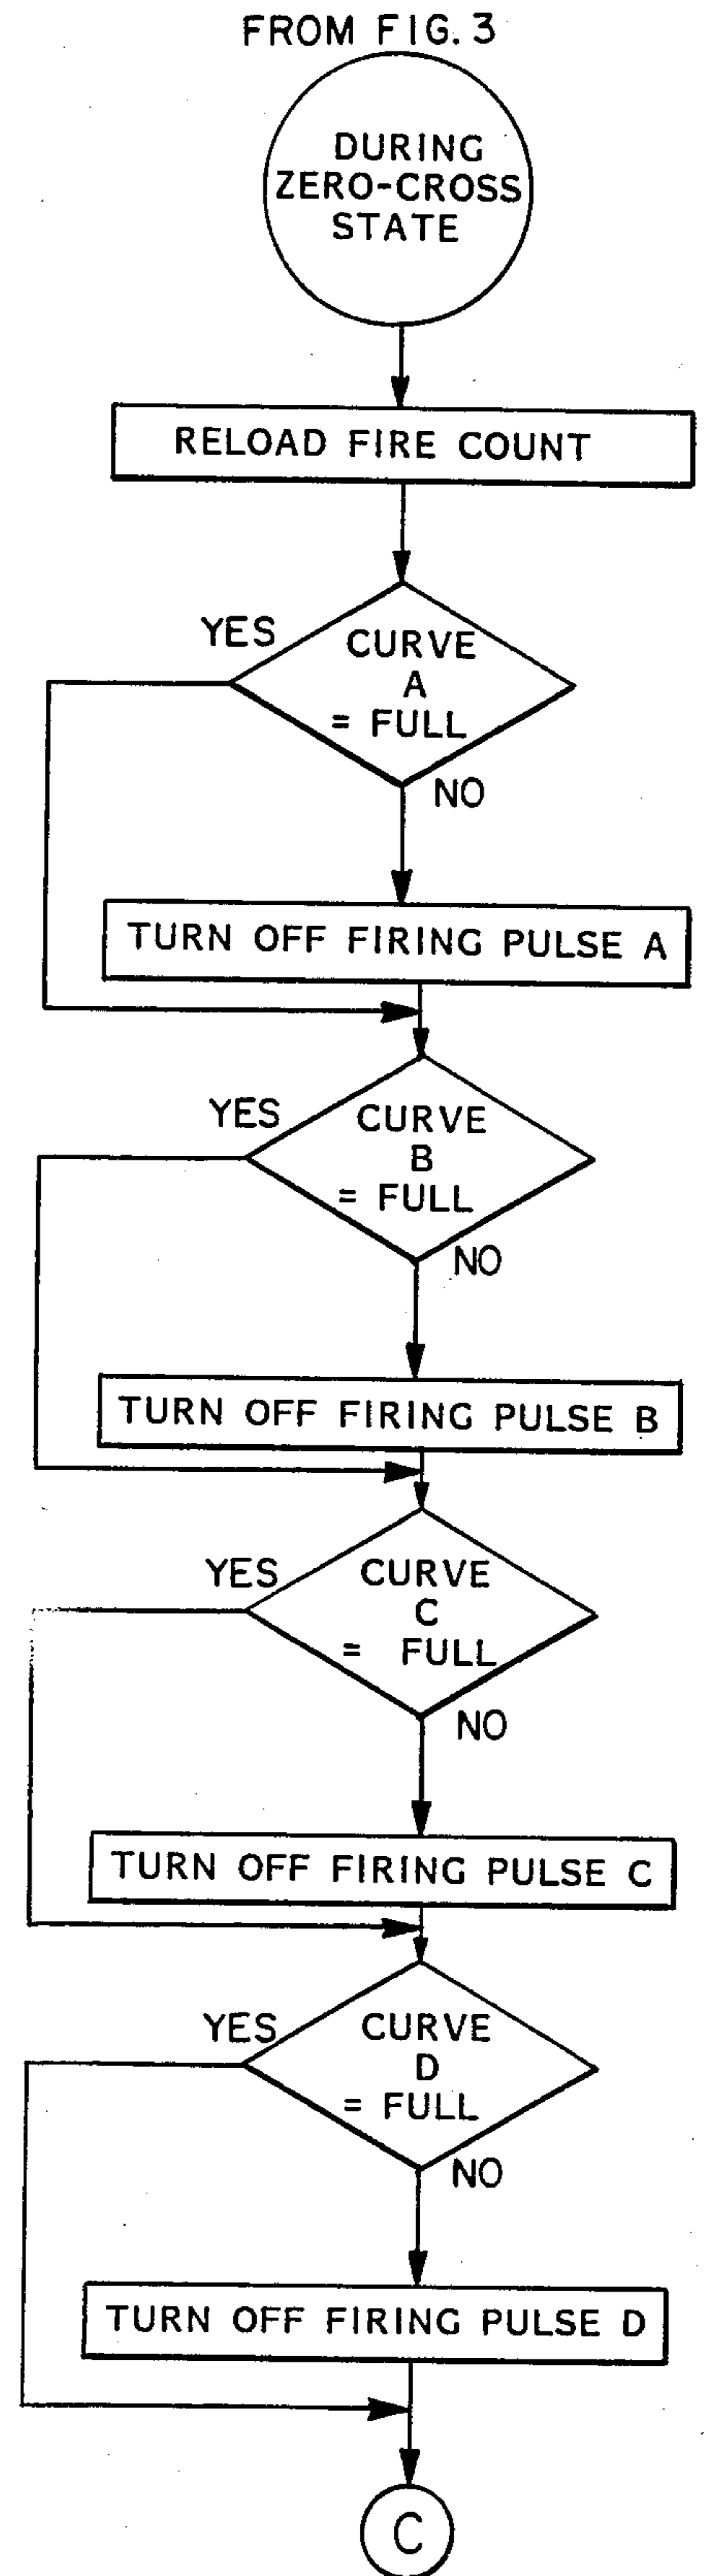 FROM FIG. 3
DURING
ZERO-CROSS
STATE
RELOAD FIRE COUNT
YES
CURVE
A
= FULL
NO
TURN OFF FIRING PULSE A
YES
CURVE
B
= FULL
NO
TURN OFF FIRING PULSE B
YES
CURVE
C
= FULL
NO
TURN OFF FIRING PULSE C
YES
CURVE
D
= FULL
NO
TURN OFF FIRING PULSE D
C